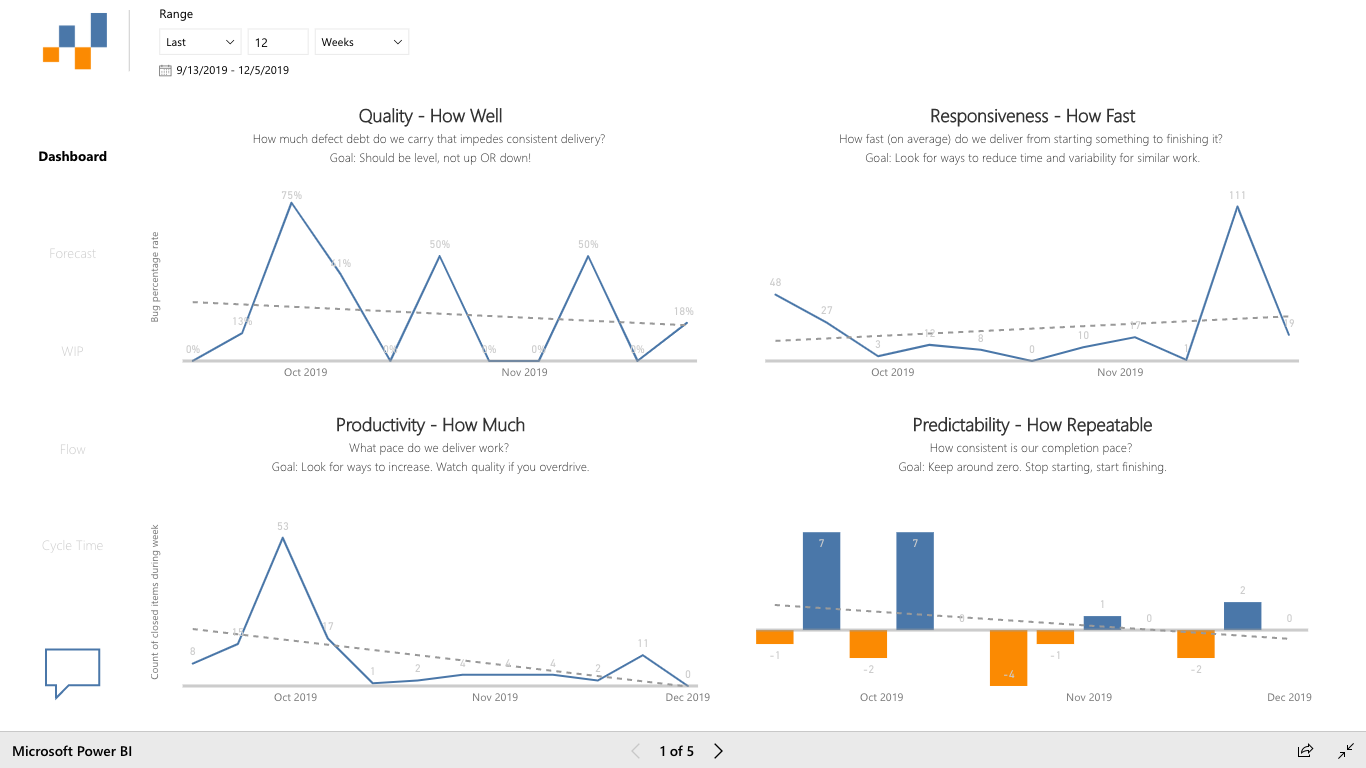 Range
Last
12
Weeks
9/13/2019 - 12/5/2019
Dashboard
Forecast
WIP
Flow
Cycle Time
Quality - How Well
How much defect debt do we carry that impedes consistent delivery?
Goal: Should be level, not up OR down!
Bug percentage rate
0%
13%
75%
41%
0%
50%
0%
0%
50%
0%
18%
Oct 2019
Nov 2019
Responsiveness - How Fast
How fast (on average) do we deliver from starting something to finishing it?
Goal: Look for ways to reduce time and variability for similar work.
48
27
3
12
8
0
10
17
1
111
19
Oct 2019
Nov 2019
Productivity - How Much
What pace do we deliver work?
Goal: Look for ways to increase. Watch quality if you overdrive.
Count of closed items during week
8
15
53
17
1
2
4
4
4
2
11
0
Oct 2019
Nov 2019
Dec 2019
Predictability - How Repeatable
How consistent is our completion pace?
Goal: Keep around zero. Stop starting, start finishing.
-1
7
-2
7
0
-4
-1
1
0
-2
2
0
Oct 2019
Nov 2019
Dec 2019
Microsoft Power BI
1 of 5